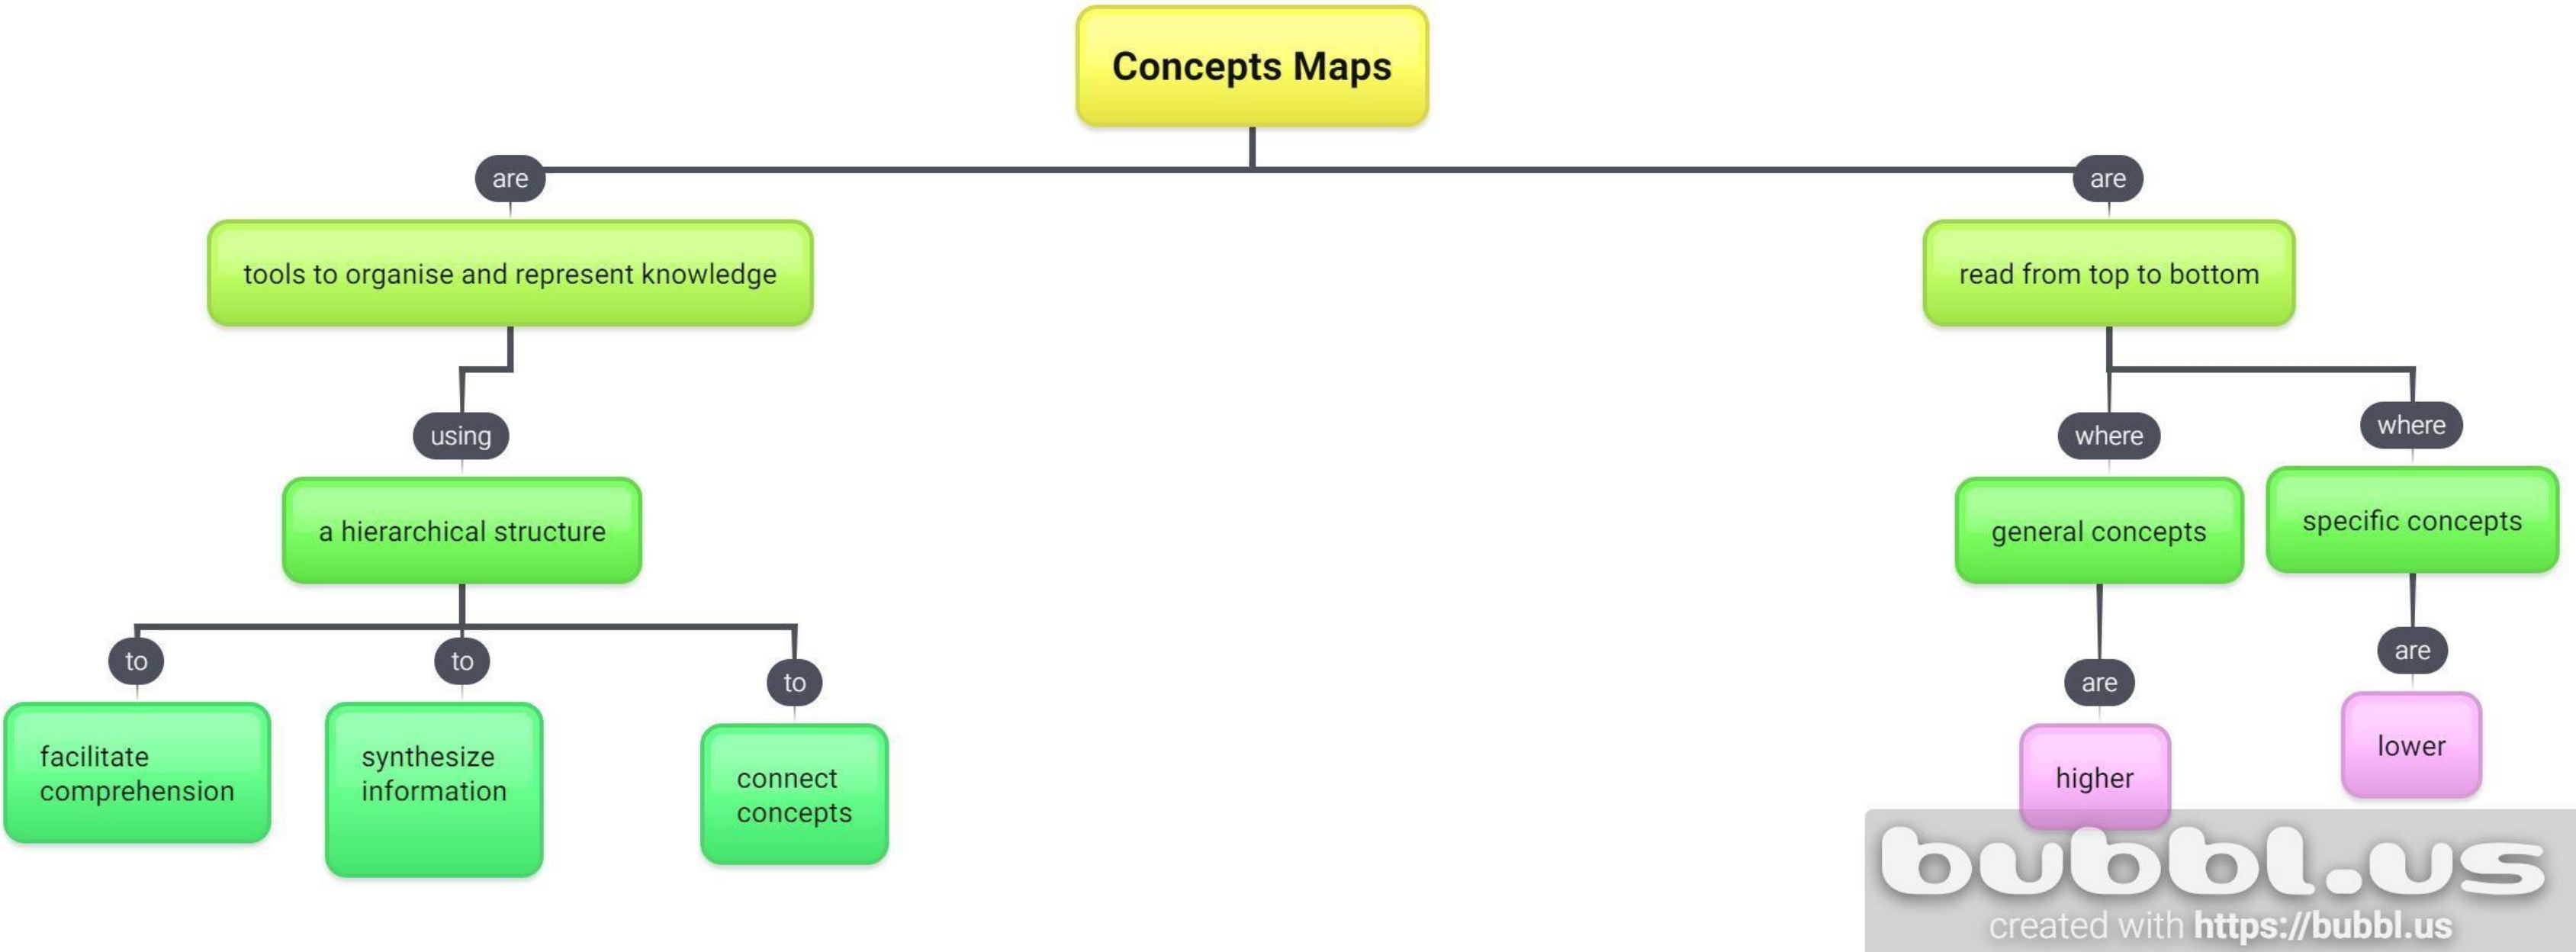 Concepts Maps
are
are
tools to organise and represent knowledge
read from top to bottom
using
where
where
a hierarchical structure
general concepts
specific concepts
to
to
to
are
are
facilitate
comprehension
synthesize
information
connect
concepts
higher
lower
bubbl.us
created with https://bubbl.us